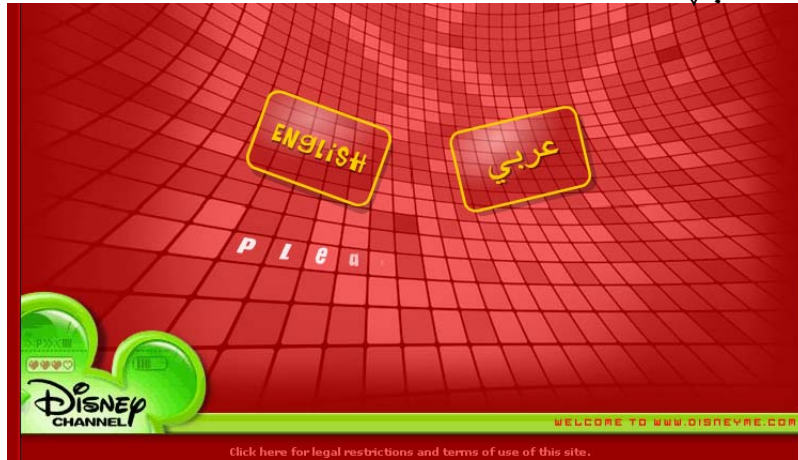 ENGLiSH
عربي
PLea
DiSNEY
CHANNEL
WELCOME TO WWW.DISNEYME.COM
Click here for legal restrictions and terms of use of this site.